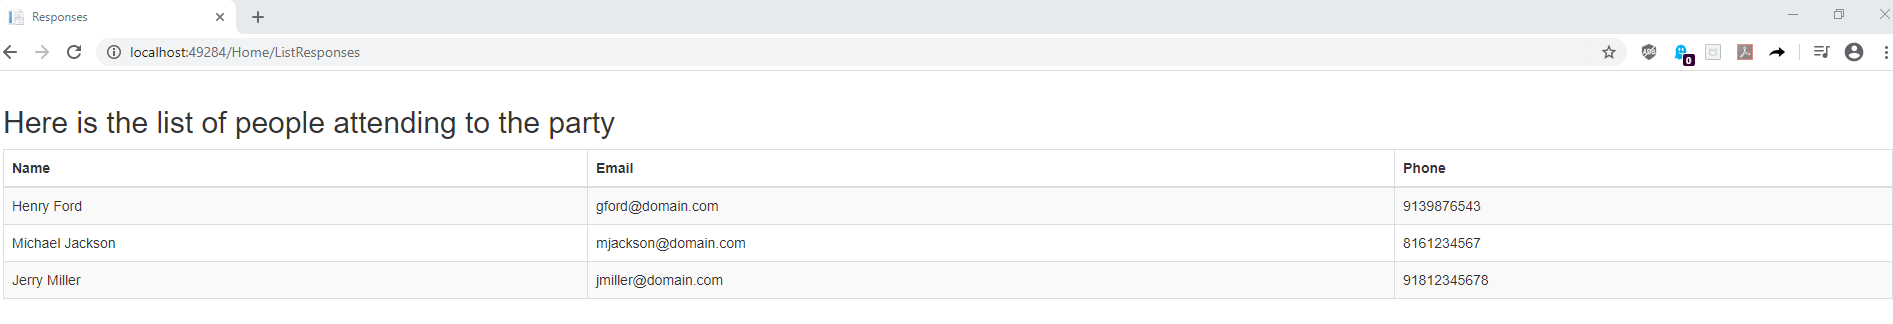 Responses
localhost:49284/Home/ListResponses
0
Here is the list of people attending to the party
Name Email Phone
Henry Ford gford@domain.com 9139876543
Michael Jackson mjackson@domain.com 8161234567
Jerry Miller jmiller@domain.com 91812345678